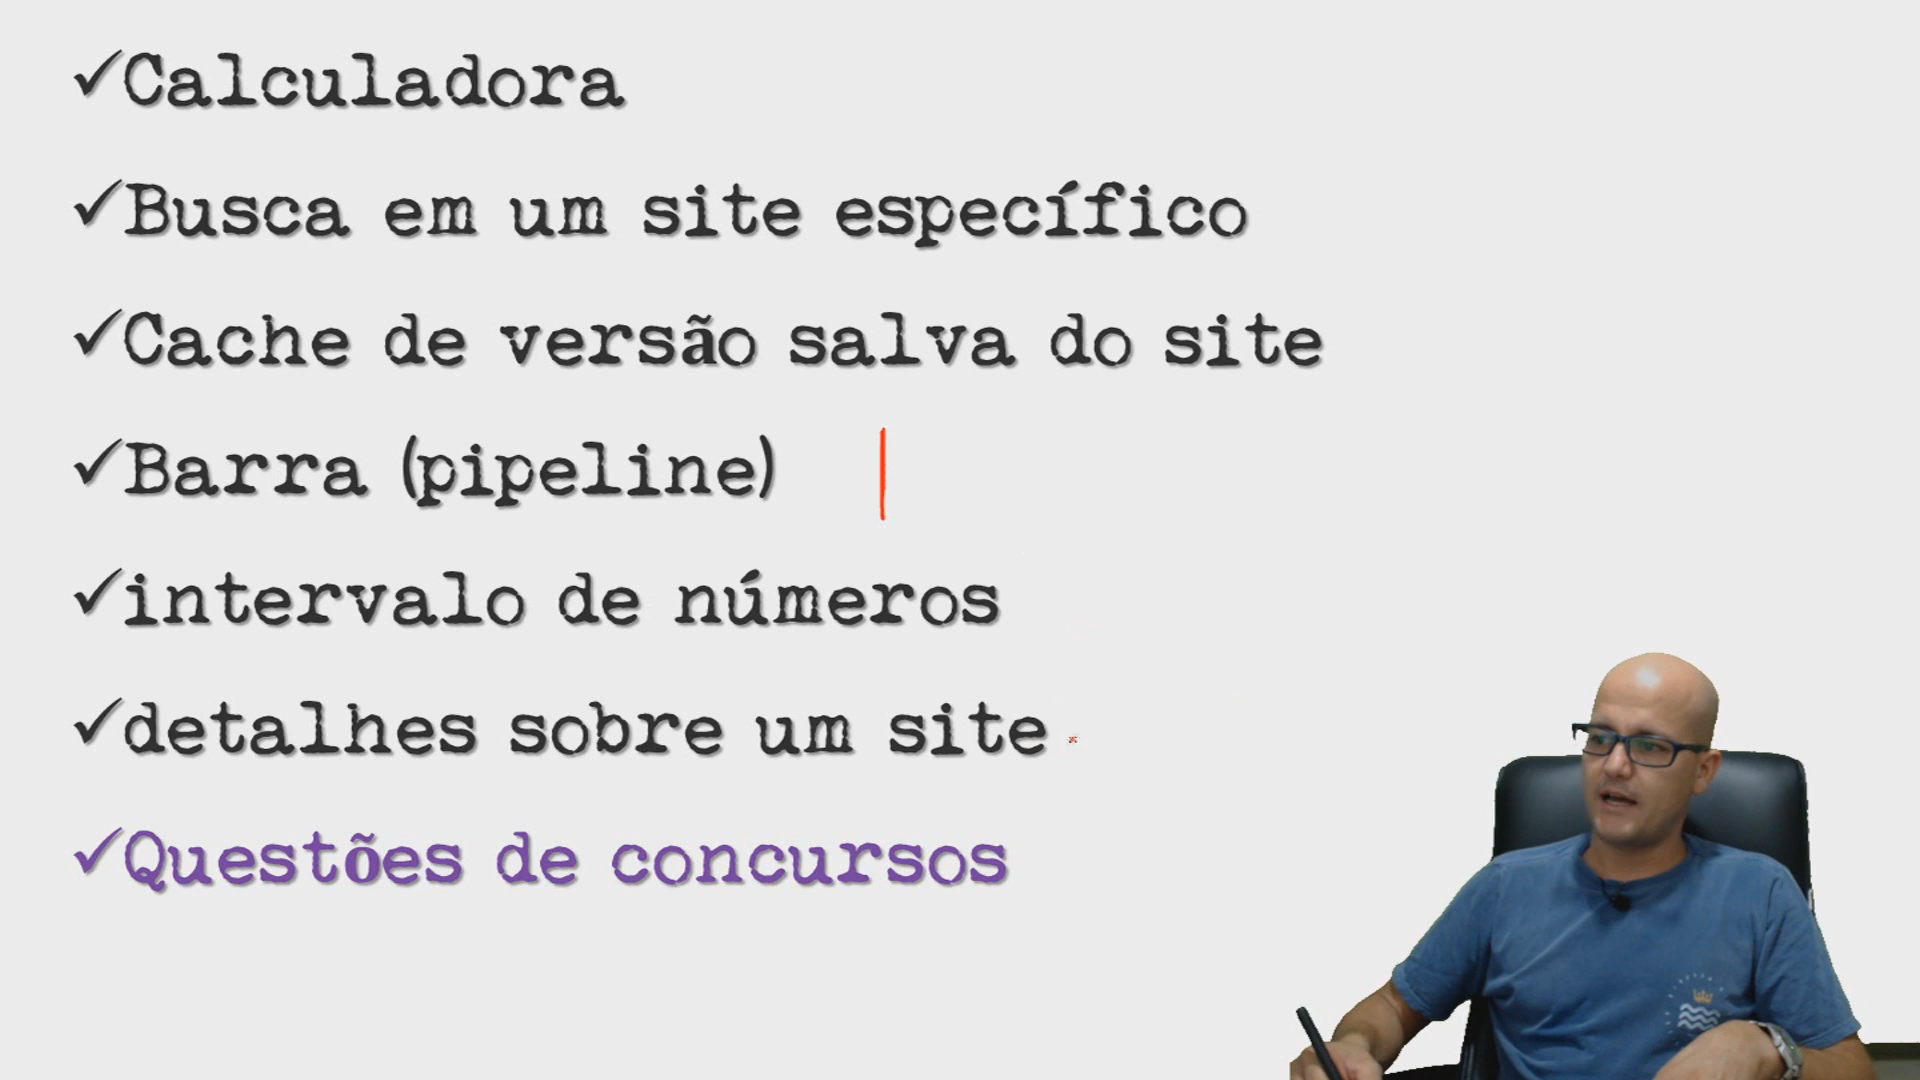 ✓Calculadora
✓Busca em um site específico
✓Cache de versão salva do site
✓Barra (pipeline) |
✓intervalo de números
✓detalhes sobre um site
✓Questões de concursos